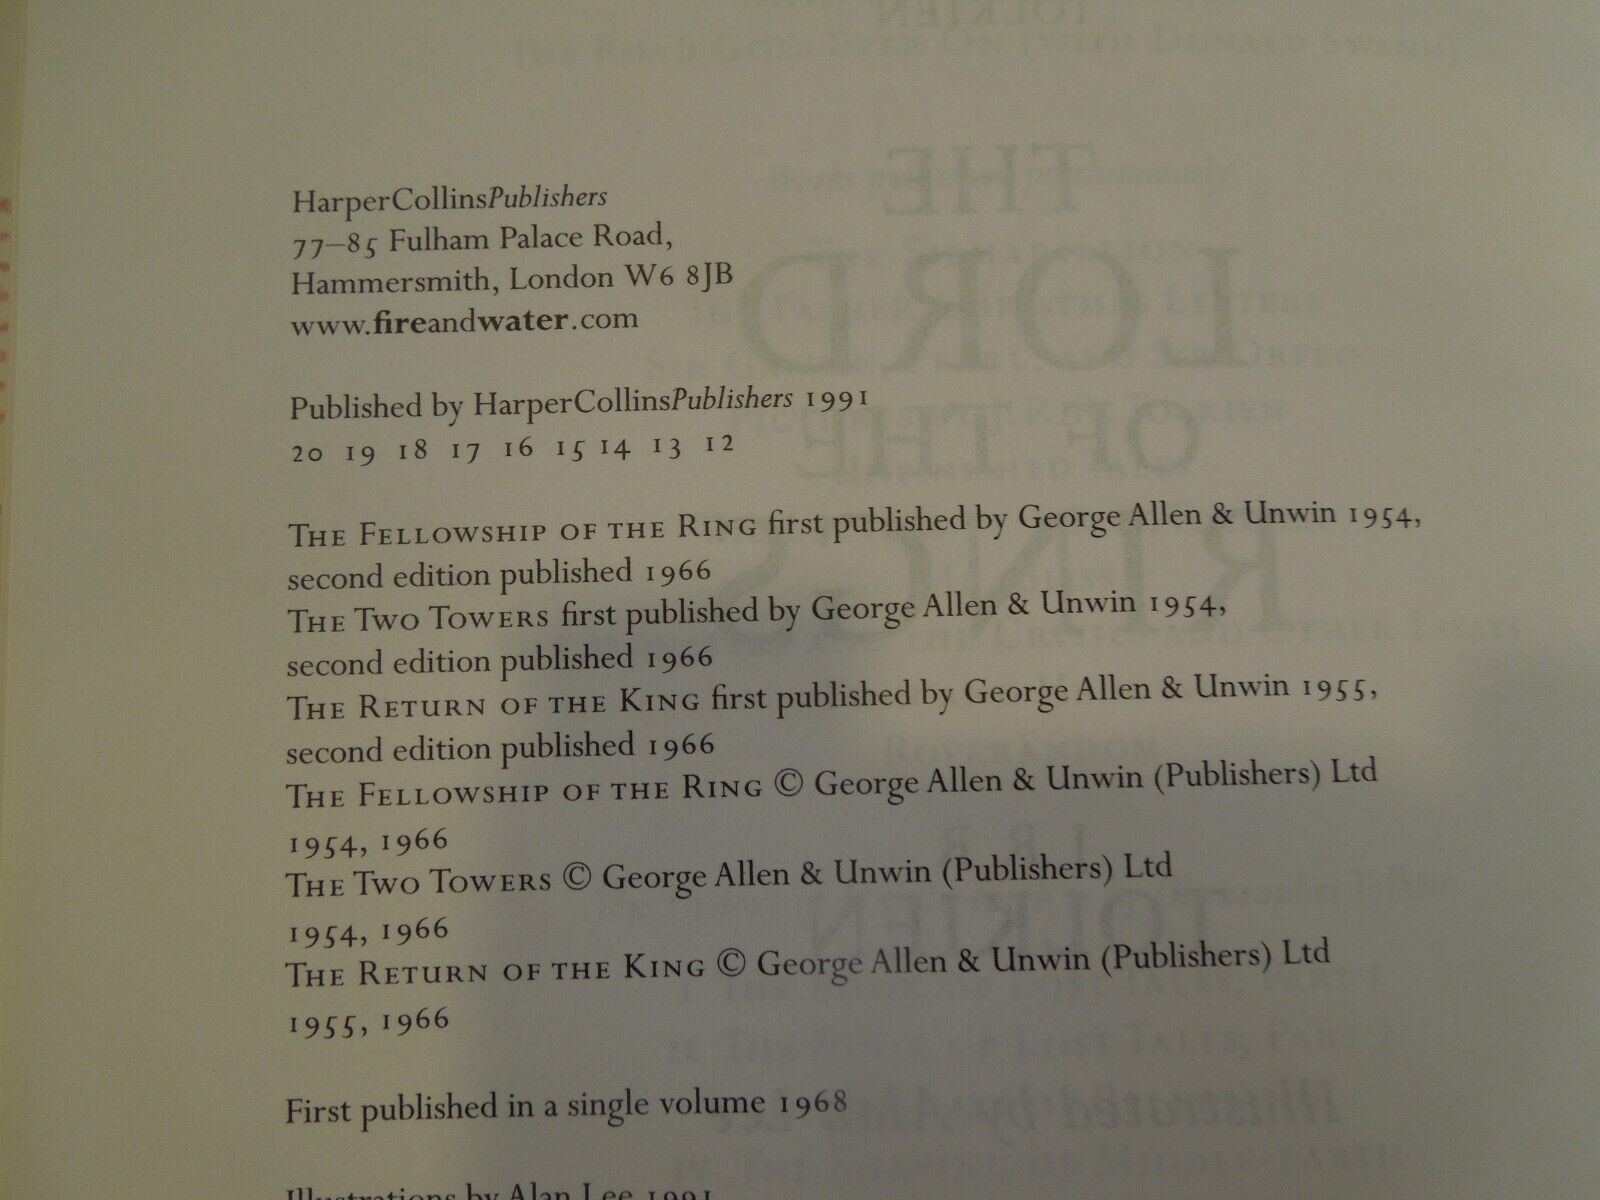 HarperCollinsPublishers
77–85 Fulham Palace Road,
Hammersmith, London W6 8JB
www.fireandwater.com
Published by HarperCollinsPublishers 1991
20 19 18 17 16 15 14 13 12
THE FELLOWSHIP OF THE RING first published by George Allen & Unwin 1954,
second edition published 1966
THE TWO TOWERS first published by George Allen & Unwin 1954,
second edition published 1966
THE RETURN OF THE KING first published by George Allen & Unwin 1955,
second edition published 1966
THE FELLOWSHIP OF THE RING © George Allen & Unwin (Publishers) Ltd
1954, 1966
THE TWO TOWERS © George Allen & Unwin (Publishers) Ltd
1954, 1966
THE RETURN OF THE KING © George Allen & Unwin (Publishers) Ltd
1955, 1966
First published in a single volume 1968
Illustrations by Alan Lee 1991